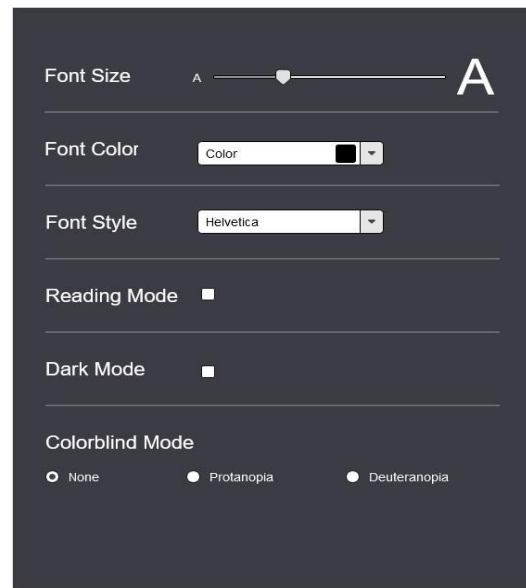 Font Size A A
Font Color Color
Font Style Helvetica
Reading Mode
Dark Mode
Colorblind Mode
None Protanopia Deuteranopia